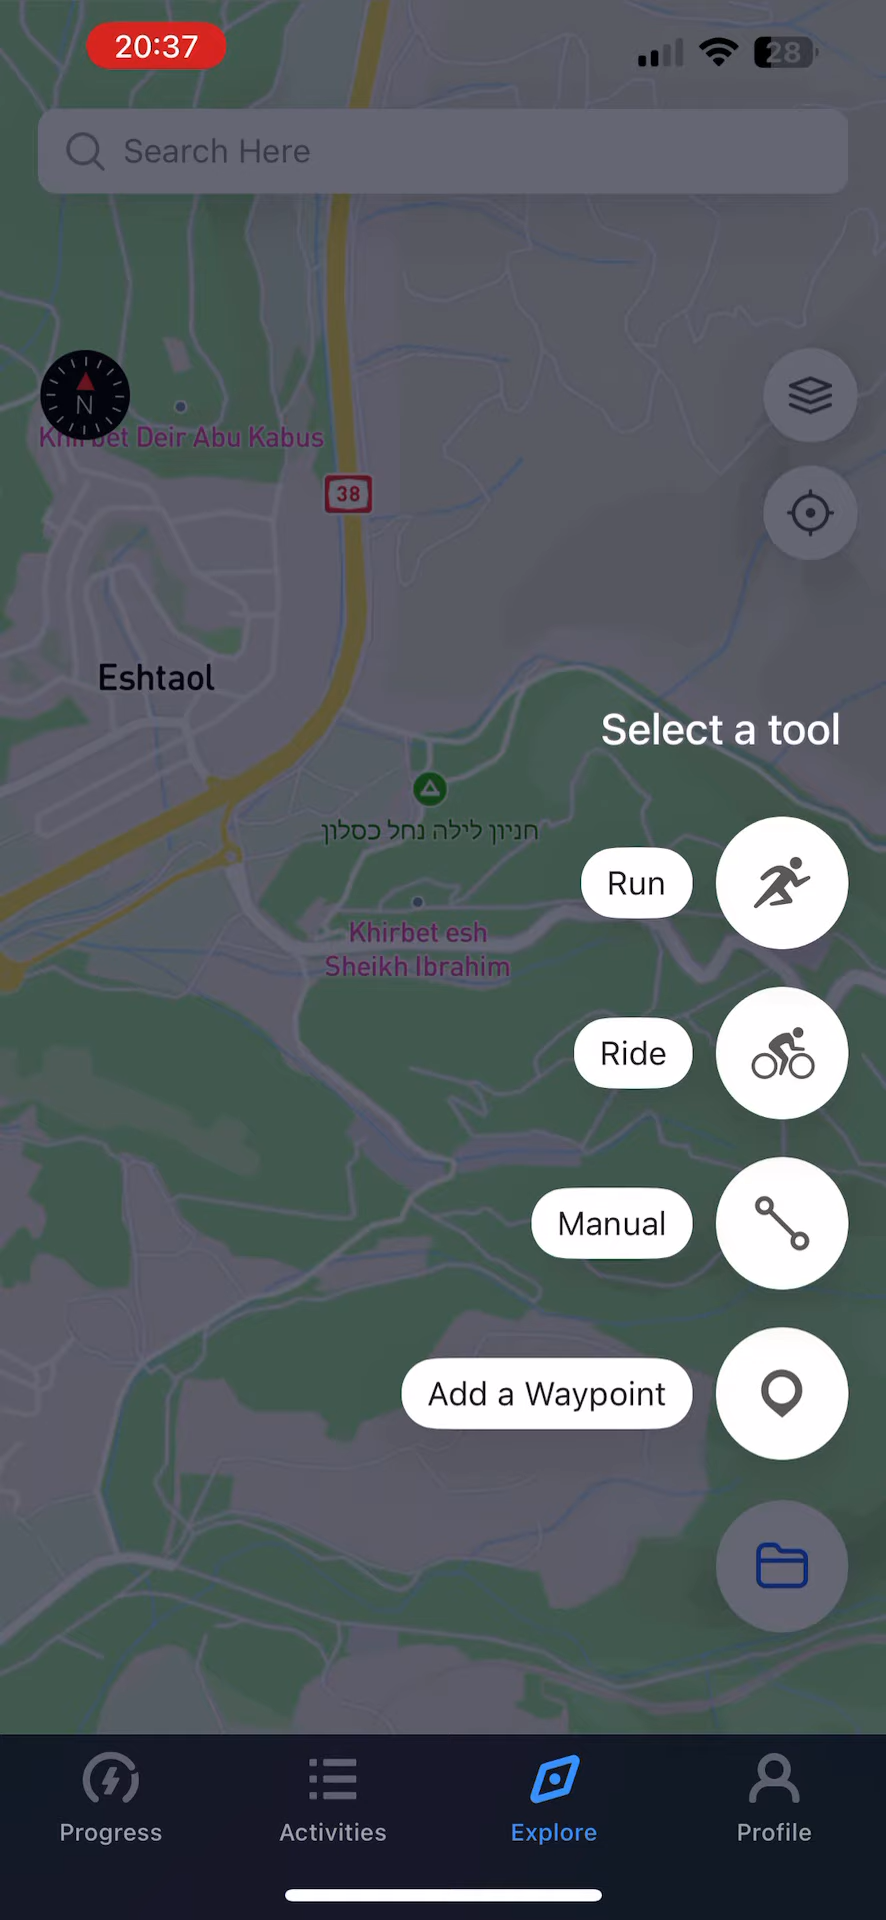 20:37
28
Search Here
N
Khirbet Deir Abu Kabus
38
Eshtaol
Select a tool
חניון לילה נחל כסלון
Run
Khirbet esh
Sheikh Ibrahim
Ride
Manual
Add a Waypoint
Progress
Activities
Explore
Profile